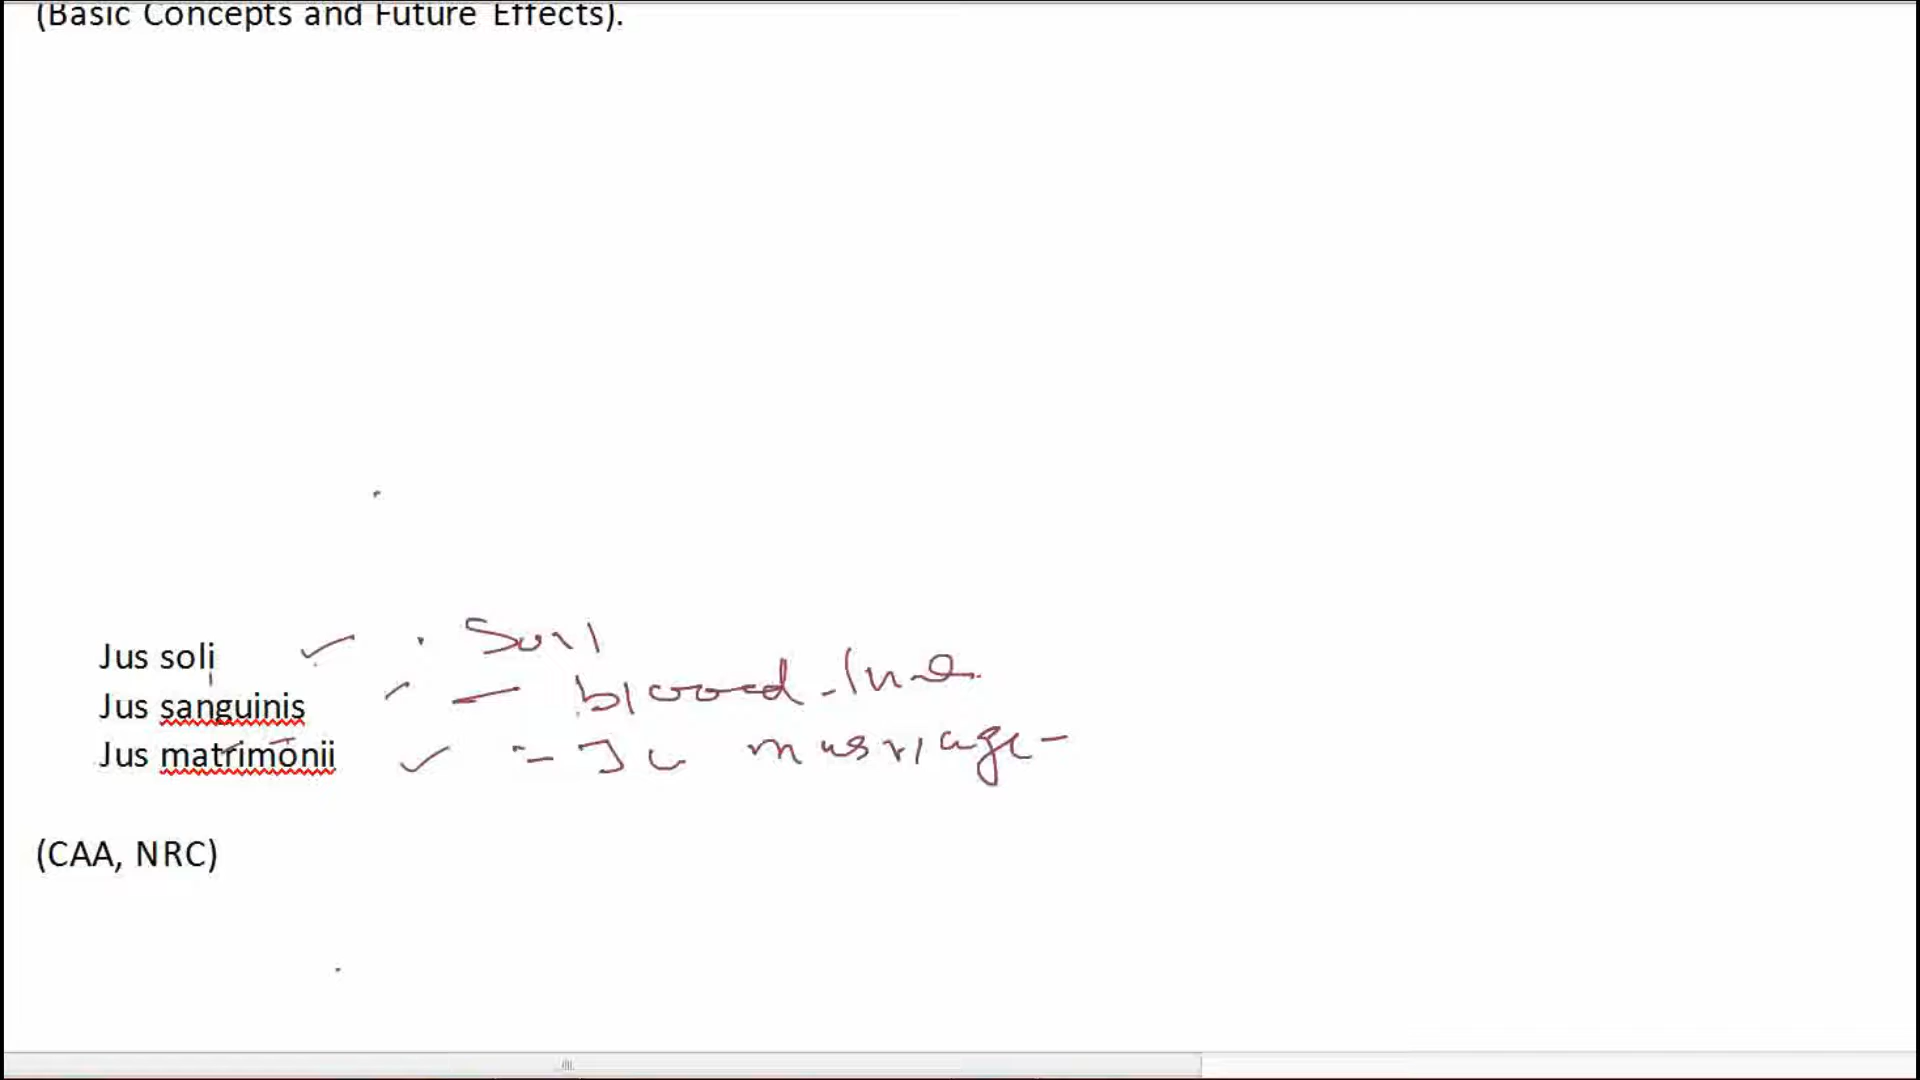 (Basic Concepts and Future Effects).
Jus soli Soil
Jus sanguinis — blood-line
Jus matrimonii marriage -
(CAA, NRC)